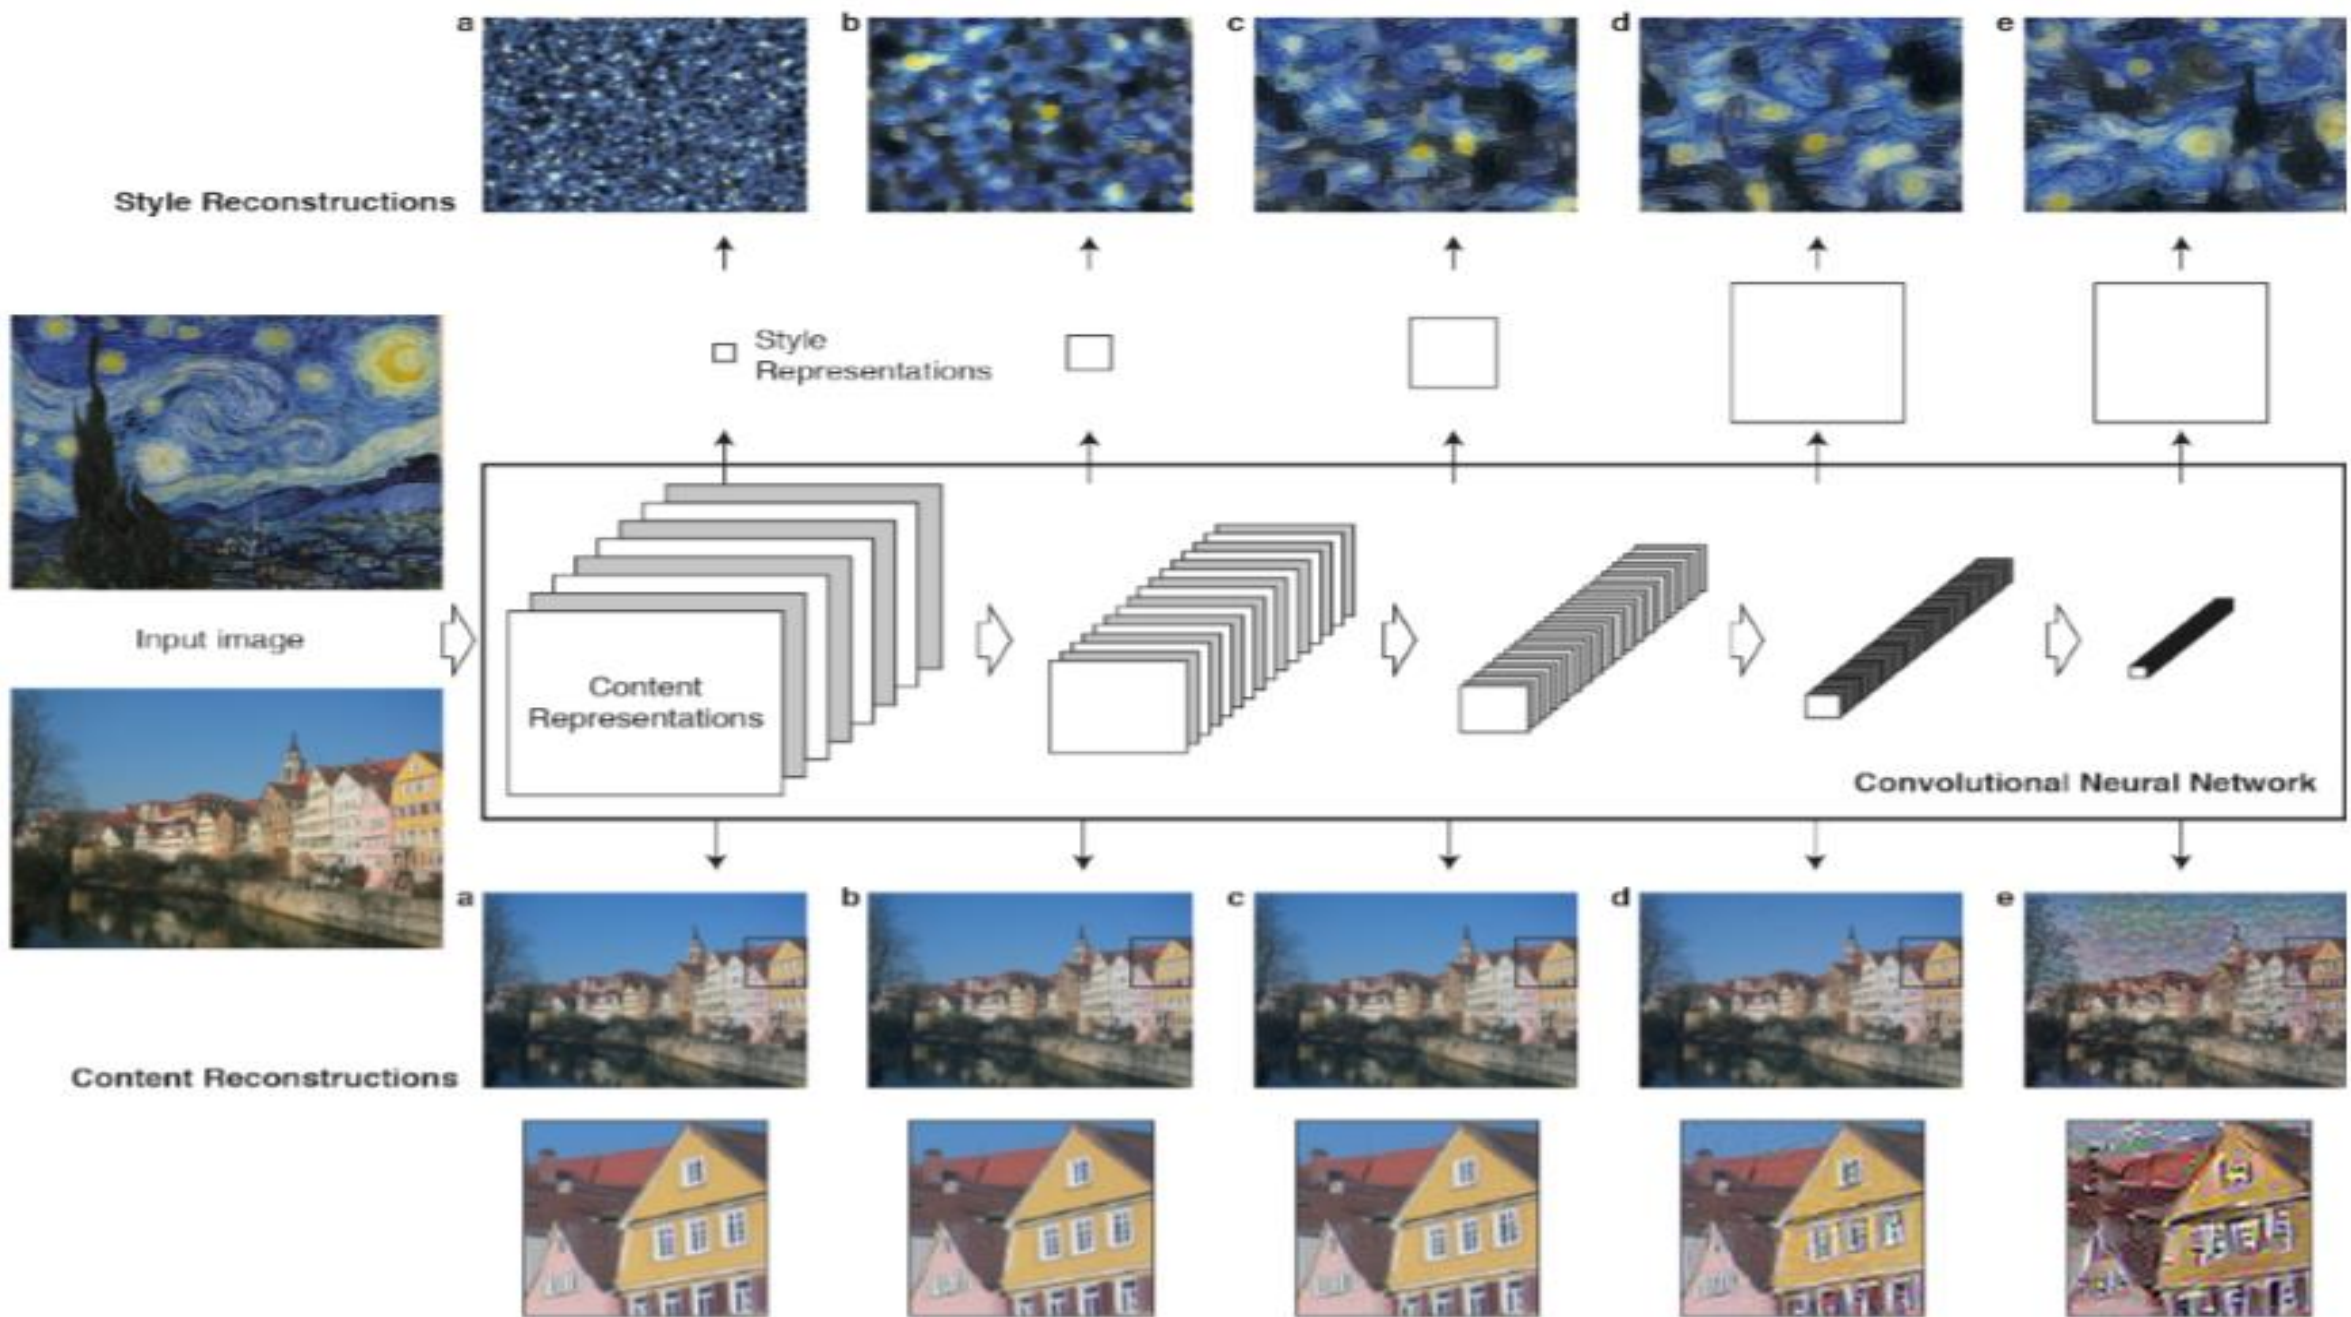 a
b
c
d
e
Style Reconstructions
Style
Representations
Input image
Content
Representations
Convolutional Neural Network
a
b
c
d
e
Content Reconstructions